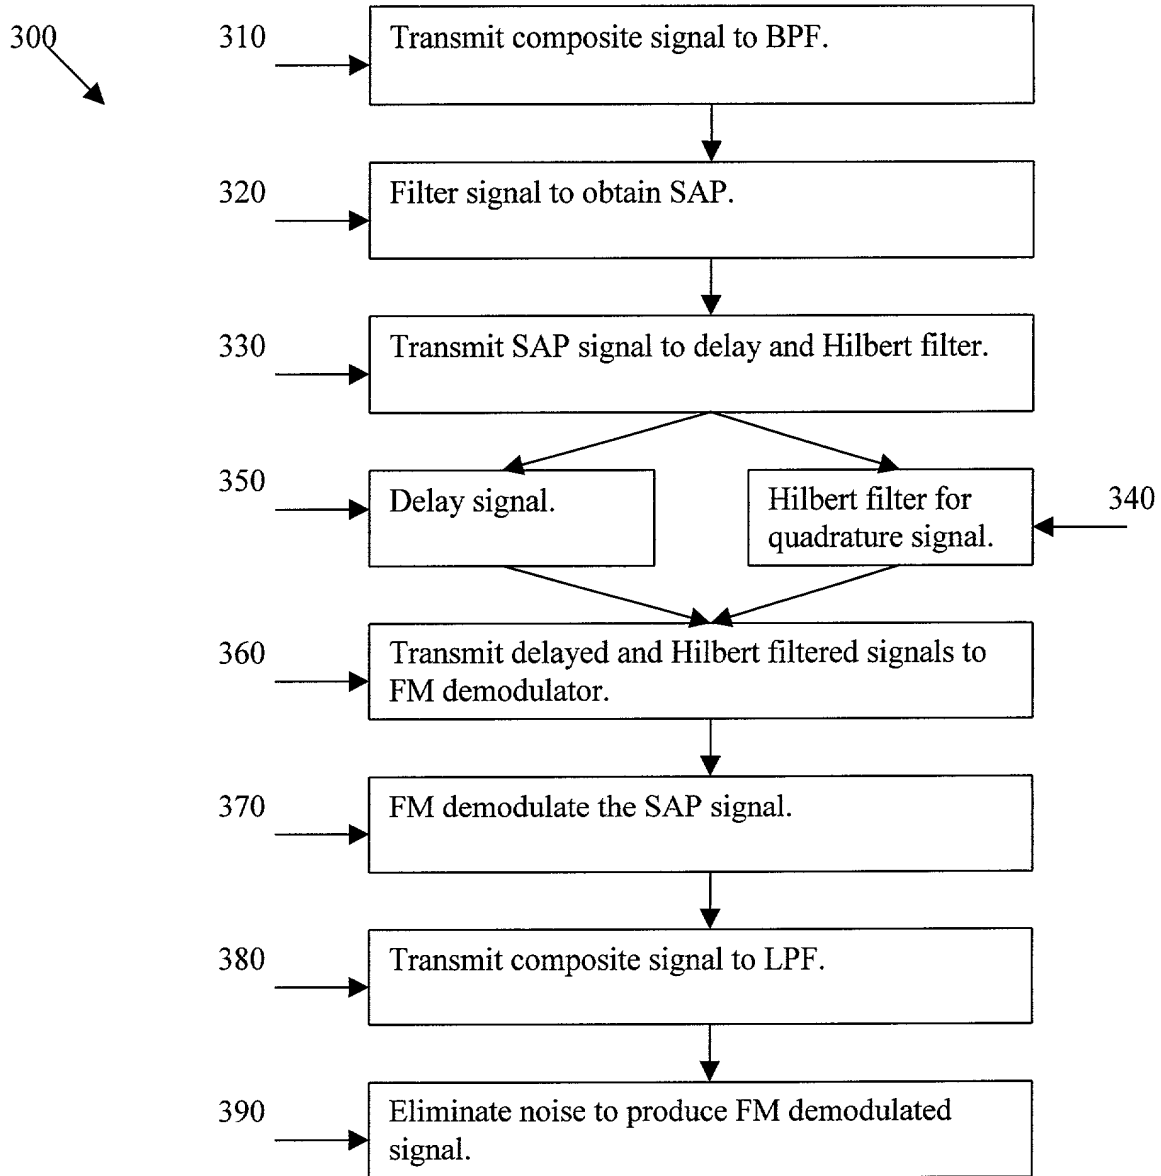 300
310
Transmit composite signal to BPF.
320
Filter signal to obtain SAP.
330
Transmit SAP signal to delay and Hilbert filter.
350
Delay signal.
Hilbert filter for
quadrature signal.
340
360
Transmit delayed and Hilbert filtered signals to
FM demodulator.
370
FM demodulate the SAP signal.
380
Transmit composite signal to LPF.
390
Eliminate noise to produce FM demodulated
signal.